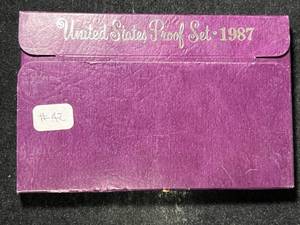 United States Proof Set • 1987
#42